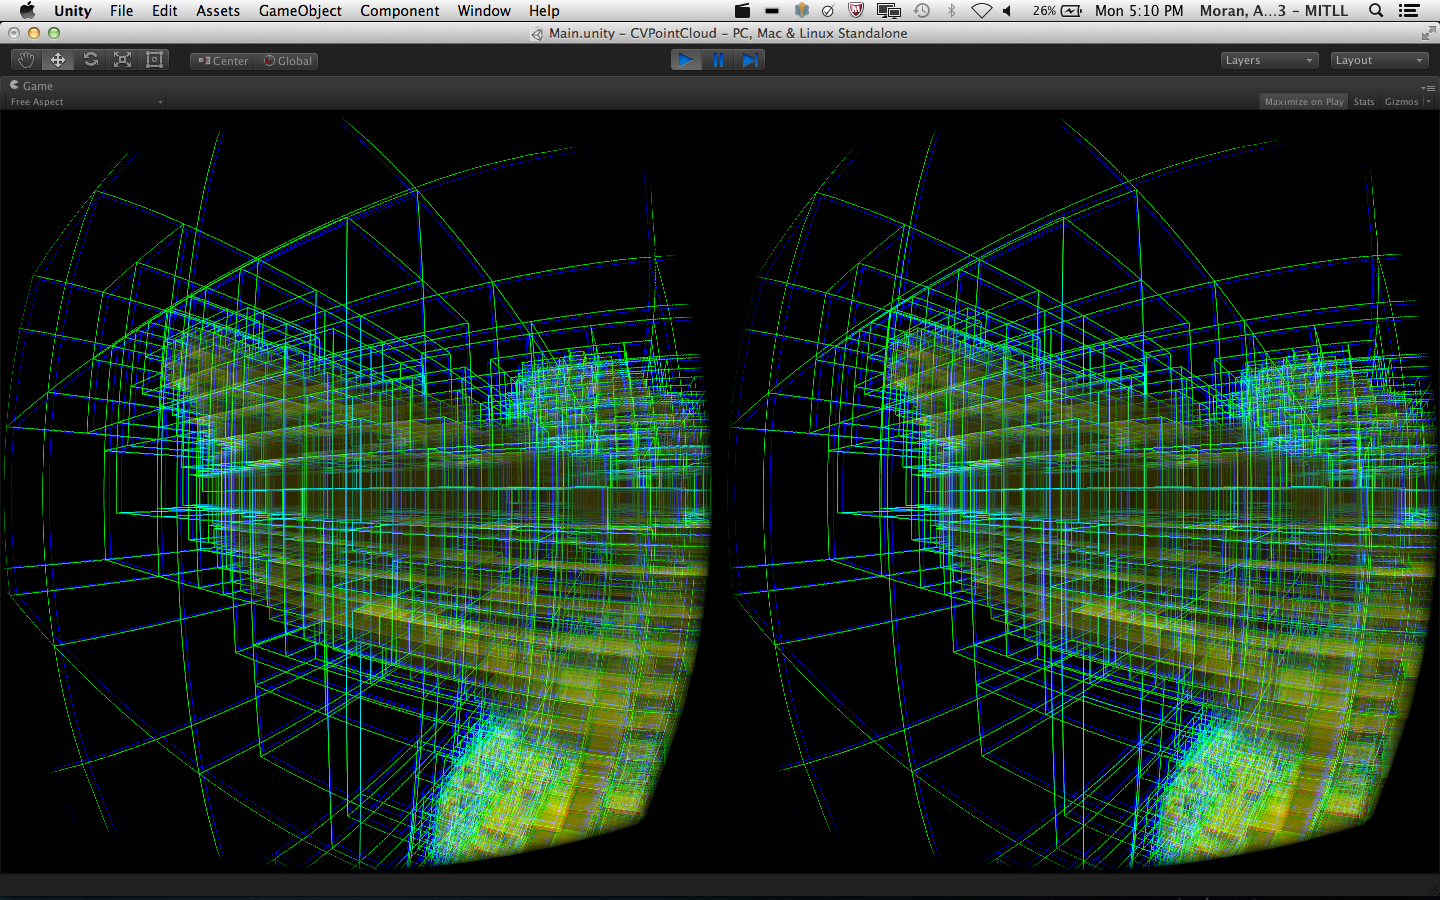 Unity File Edit Assets GameObject Component Window Help 26% Mon 5:10 PM Moran, A...3 – MITLL
Main.unity – CVPointCloud – PC, Mac & Linux Standalone
Center Global Layers Layout
Game
Free Aspect Maximize on Play Stats Gizmos